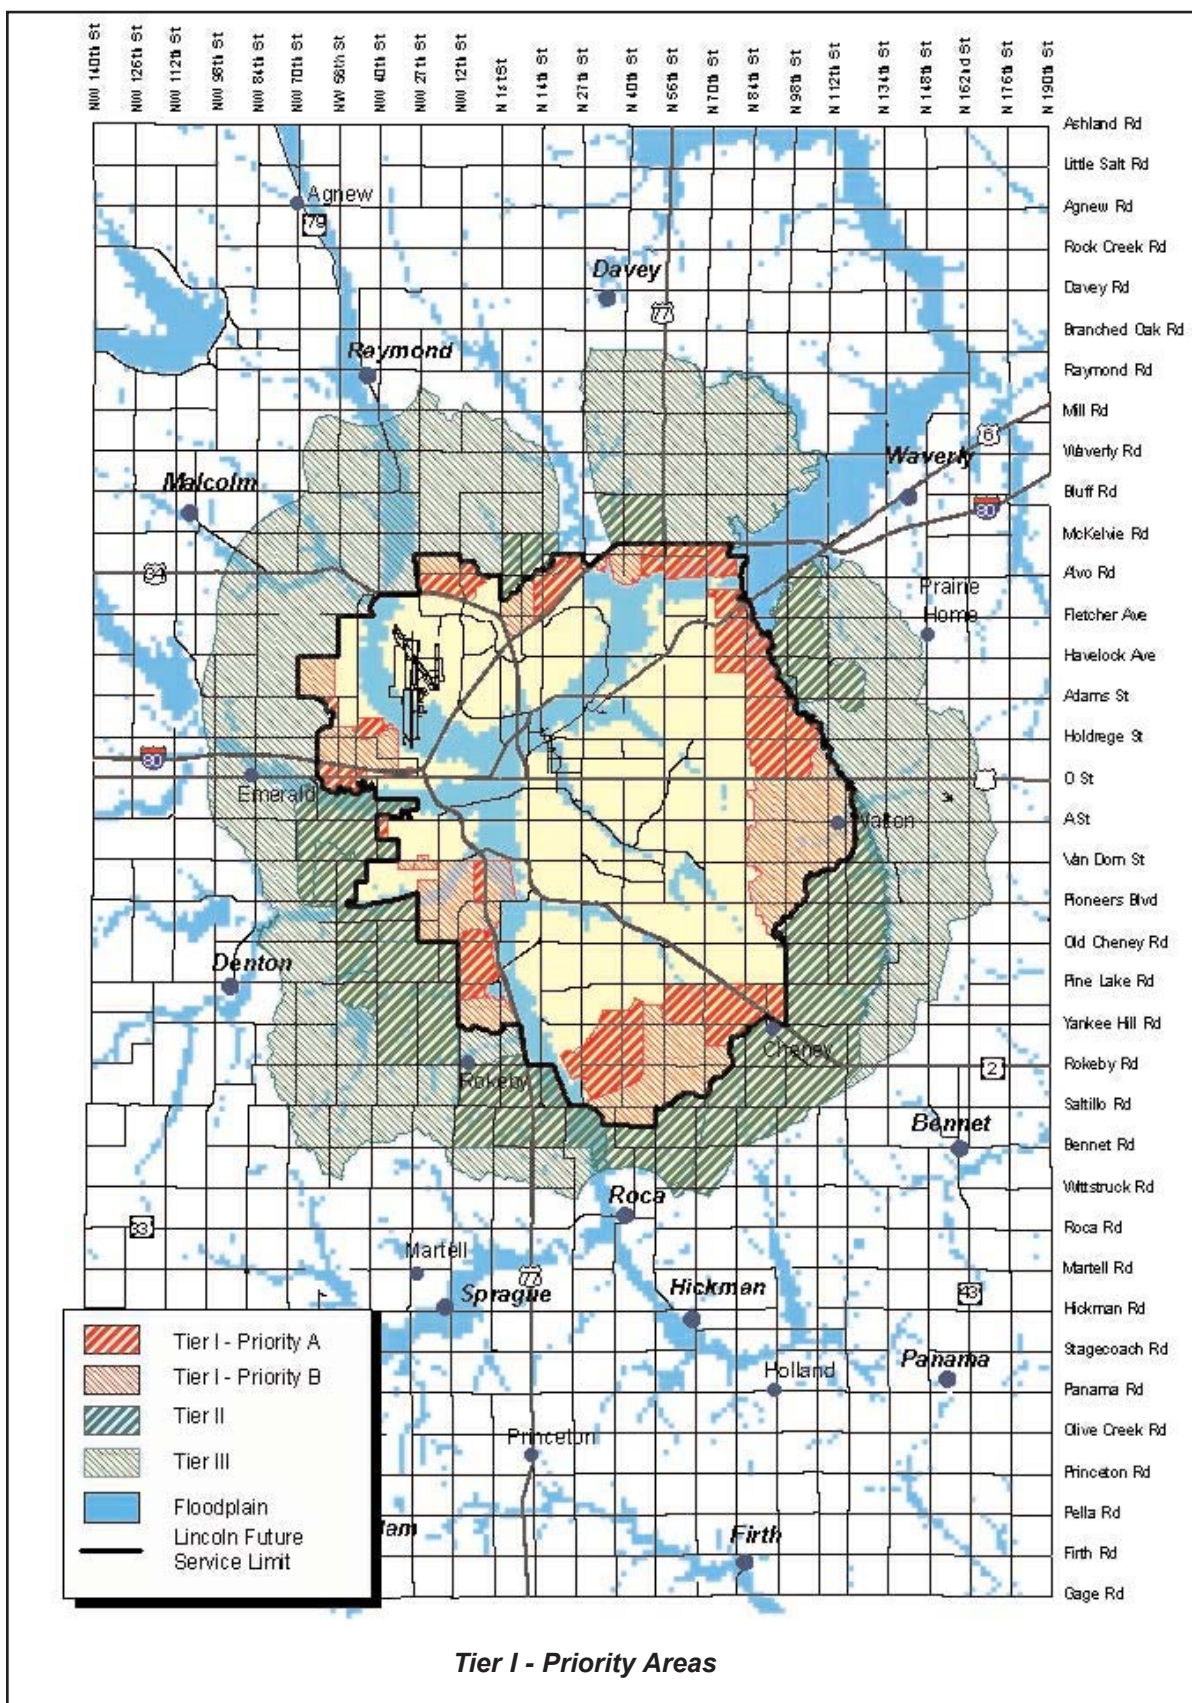 NW 140th St
NW 126th St
NW 112th St
NW 98th St
NW 84th St
NW 70th St
NW 56th St
NW 40th St
NW 27th St
NW 12th St
N 1st St
N 14th St
N 27th St
N 40th St
N 56th St
N 70th St
N 84th St
N 98th St
N 112th St
N 134th St
N 148th St
N 162nd St
N 176th St
N 190th St
Ashland Rd
Little Salt Rd
Agnew Rd
Rock Creek Rd
Davey Rd
Branched Oak Rd
Raymond Rd
Mill Rd
Waverly Rd
Bluff Rd
McKelvie Rd
Alvo Rd
Fletcher Ave
Havelock Ave
Adams St
Holdrege St
O St
A St
Van Dorn St
Pioneers Blvd
Old Cheney Rd
Pine Lake Rd
Yankee Hill Rd
Rokeby Rd
Saltillo Rd
Bennet Rd
Wittstruck Rd
Roca Rd
Martell Rd
Hickman Rd
Stagecoach Rd
Panama Rd
Olive Creek Rd
Princeton Rd
Pella Rd
Firth Rd
Gage Rd
Agnew
79
Davey
77
Raymond
6
Waverly
Malcolm
80
34
Prairie
Home
80
Emerald
Walton
Denton
Cheney
Rokeby
2
Bennet
Roca
33
Martell
77
Sprague
Hickman
43
Panama
Holland
Princeton
lam
Firth
Tier I - Priority A
Tier I - Priority B
Tier II
Tier III
Floodplain
Lincoln Future
Service Limit
Tier I - Priority Areas